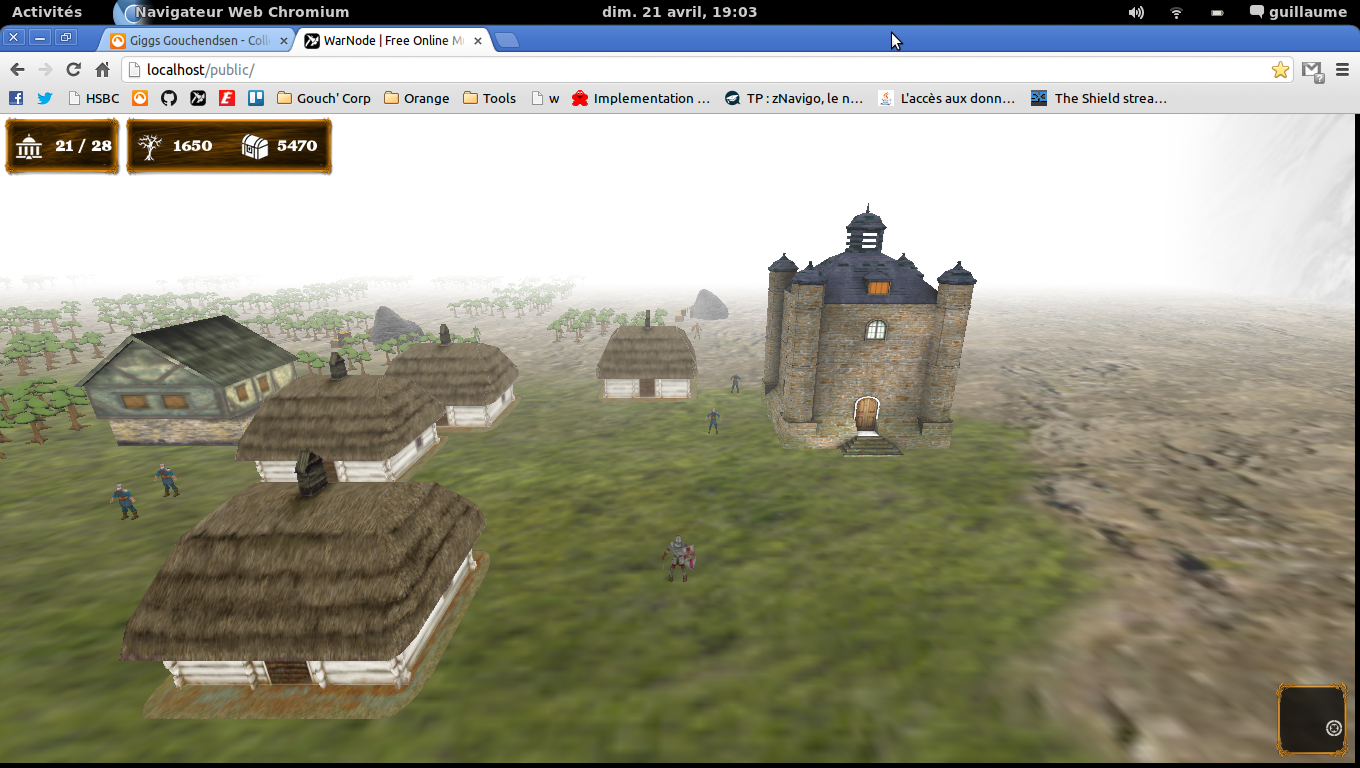 Activités Navigateur Web Chromium dim. 21 avril, 19:03 guillaume
Giggs Gouchendsen - Coll WarNode | Free Online M
localhost/public/
HSBC Gouch' Corp Orange Tools w Implementation ... TP : zNavigo, le n... L'accès aux donn... The Shield strea...
21 / 28 1650 5470